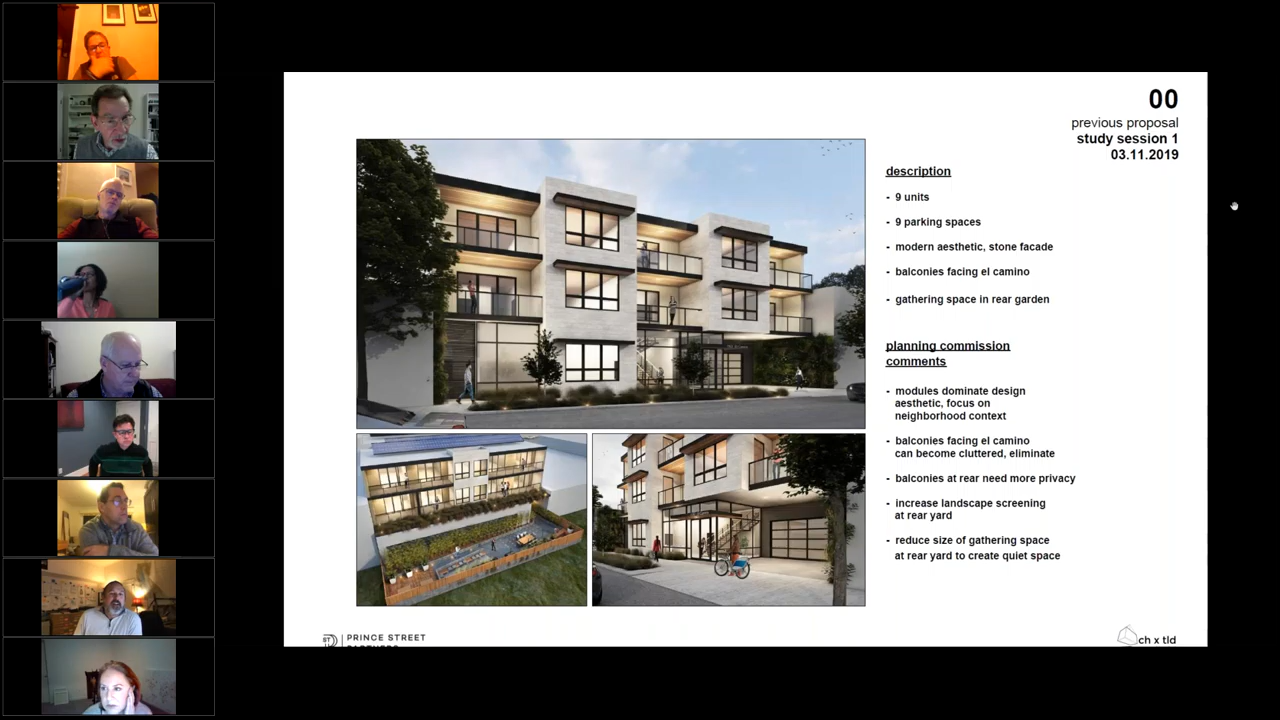 00
previous proposal
study session 1
03.11.2019
description
- 9 units
- 9 parking spaces
- modern aesthetic, stone facade
- balconies facing el camino
- gathering space in rear garden
planning commission
comments
- modules dominate design
aesthetic, focus on
neighborhood context
- balconies facing el camino
can become cluttered, eliminate
- balconies at rear need more privacy
- increase landscape screening
at rear yard
- reduce size of gathering space
at rear yard to create quiet space
PRINCE STREET
PARTNERS
ch x tld